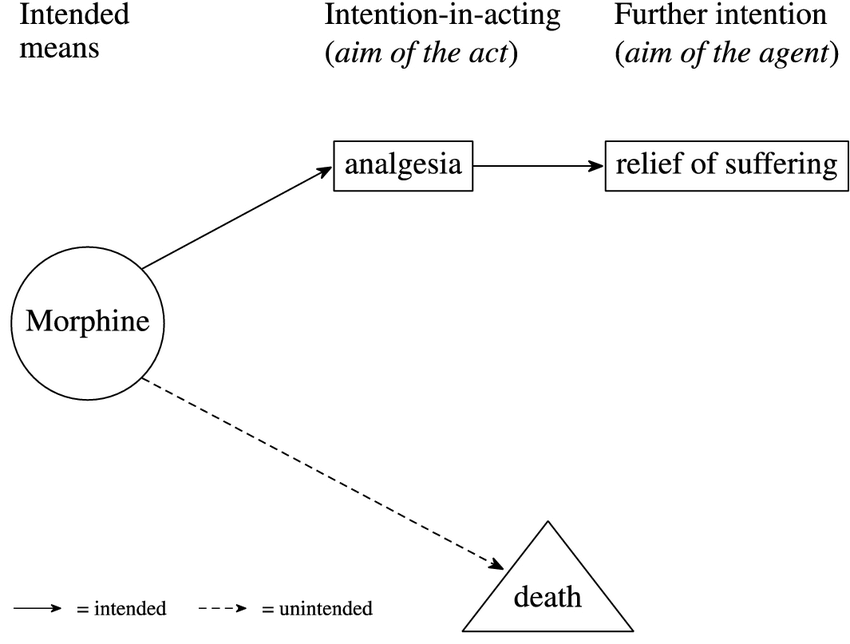 Intended
means
Intention-in-acting
(aim of the act)
Further intention
(aim of the agent)
analgesia
relief of suffering
Morphine
death
= intended
= unintended